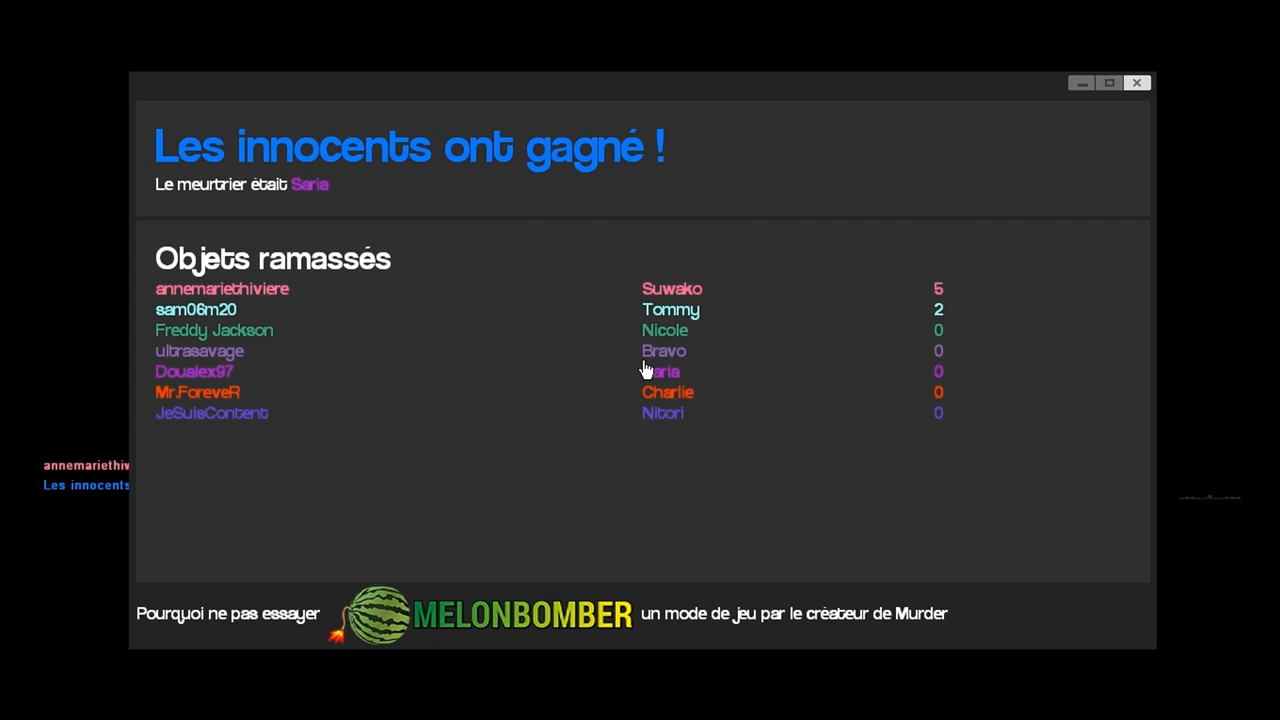 Les innocents ont gagné !
Le meurtrier était Saria
Objets ramassés
annemariethiviere Suwako 5
sam06m20 Tommy 2
Freddy Jackson Nicole 0
ultrasavage Bravo 0
Doualex97 aria 0
Mr.ForeveR Charlie 0
JeSuisContent Nitori 0
annemariethiv
Les innocents
Pourquoi ne pas essayer MELONBOMBER un mode de jeu par le créateur de Murder